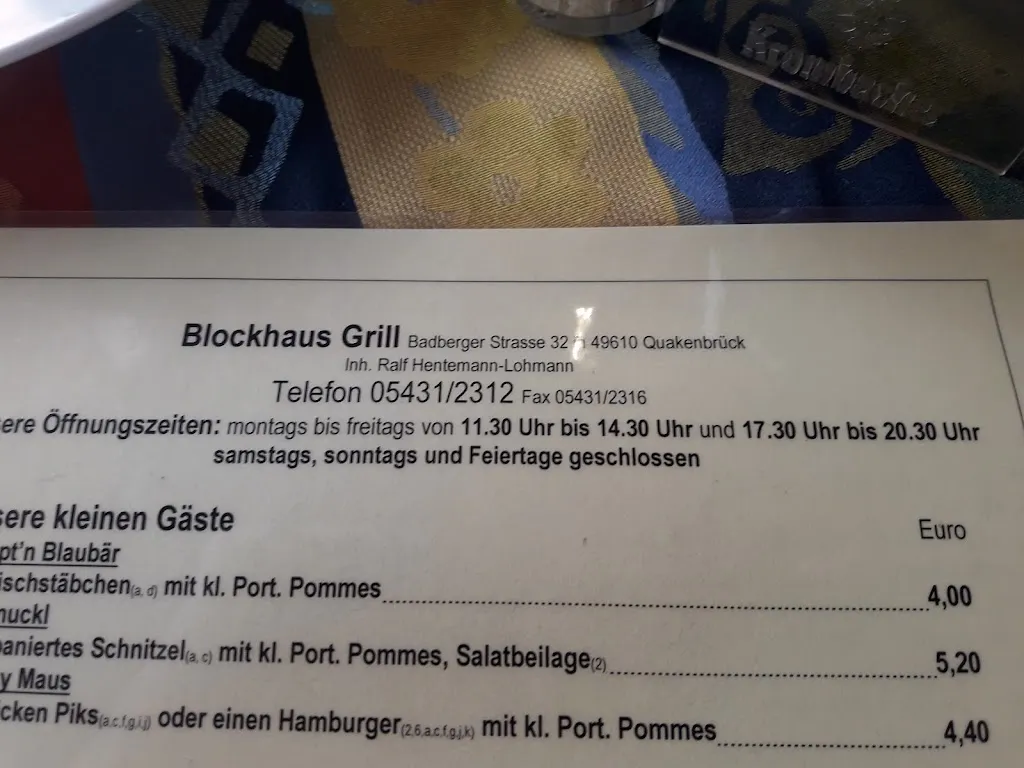 Blockhaus Grill Badberger Strasse 32 49610 Quakenbrück
Inh. Ralf Hentemann-Lohmann
Telefon 05431/2312 Fax 05431/2316
ere Öffnungszeiten: montags bis freitags von 11.30 Uhr bis 14.30 Uhr und 17.30 Uhr bis 20.30 Uhr
samstags, sonntags und Feiertage geschlossen
sere kleinen Gäste Euro
pt'n Blaubär
ischstäbchen(a, d) mit kl. Port. Pommes 4,00
nuckl
paniertes Schnitzel(a, c) mit kl. Port. Pommes, Salatbeilage(2) 5,20
y Maus
cken Piks(a,c,f,g,i,j) oder einen Hamburger(2,6,a,c,f,g,j,k) mit kl. Port. Pommes 4,40